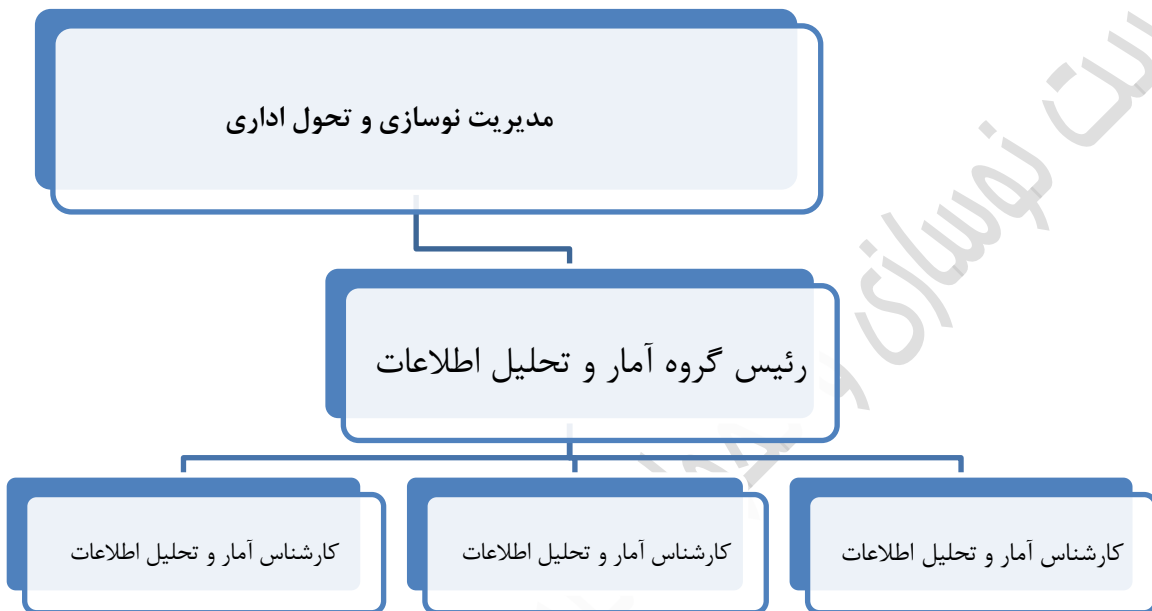 مدیریت نوسازی و تحول اداری
رئیس گروه آمار و تحلیل اطلاعات
کارشناس آمار و تحلیل اطلاعات
کارشناس آمار و تحلیل اطلاعات
کارشناس آمار و تحلیل اطلاعات
نوسازی و